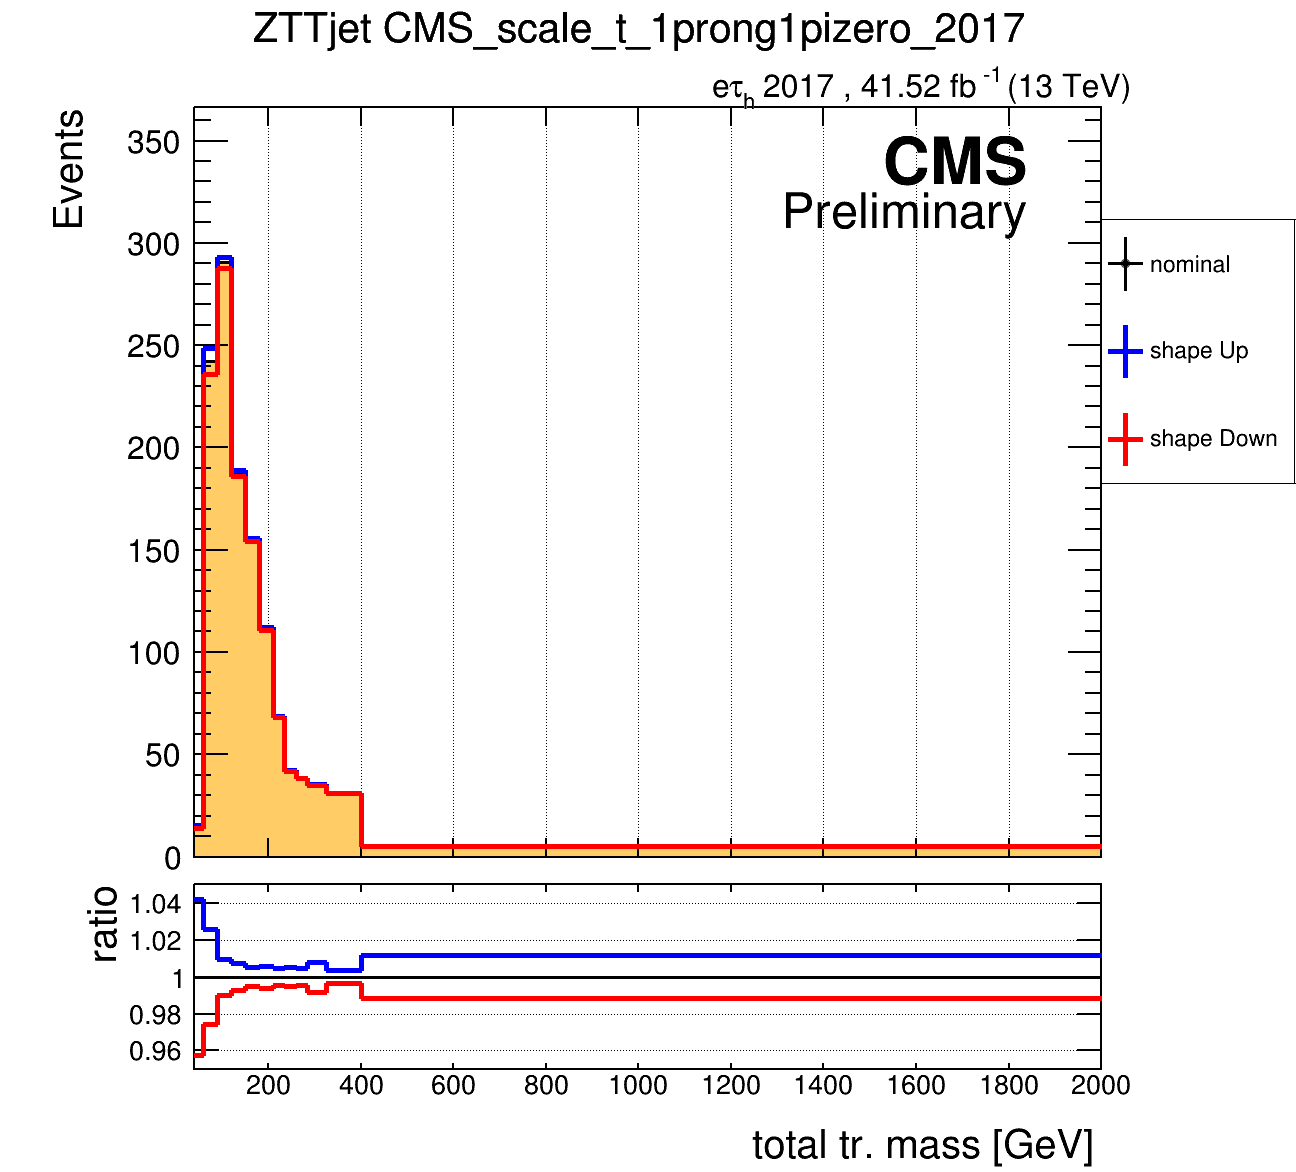 ZTTjet CMS_scale_t_1prong1pizero_2017
eτh 2017 , 41.52 fb -1 (13 TeV)
Events
350
300
250
200
150
100
50
0
CMS
Preliminary
nominal
shape Up
shape Down
ratio
1.04
1.02
1
0.98
0.96
200 400 600 800 1000 1200 1400 1600 1800 2000
total tr. mass [GeV]